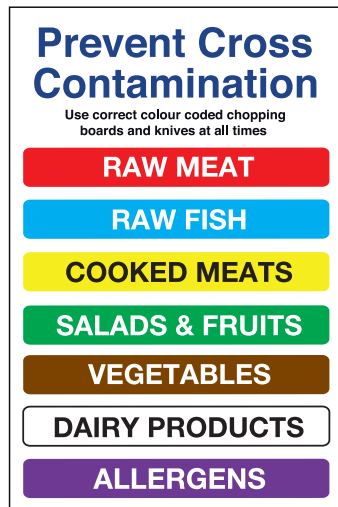 Prevent Cross
Contamination
Use correct colour coded chopping
boards and knives at all times
RAW MEAT
RAW FISH
COOKED MEATS
SALADS & FRUITS
VEGETABLES
DAIRY PRODUCTS
ALLERGENS